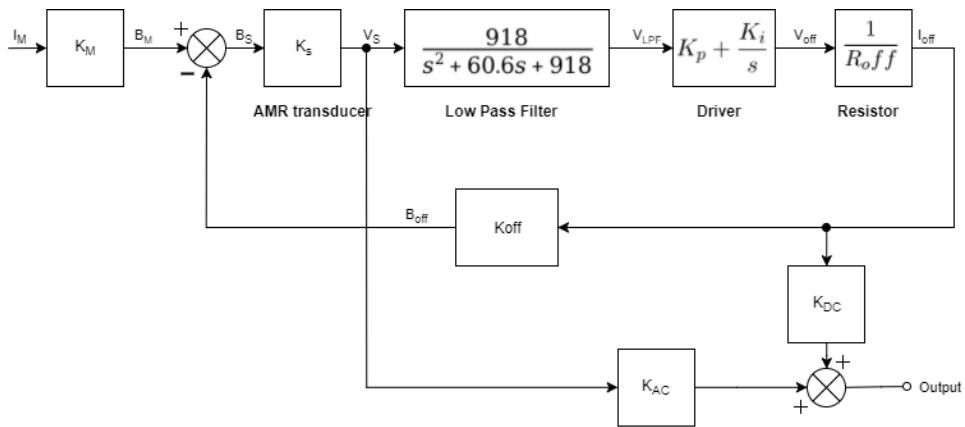 I_M K_M B_M + − B_S K_s V_S 918 / s² + 60.6s + 918 V_LPF K_p + K_i / s V_off 1 / R_off I_off
AMR transducer Low Pass Filter Driver Resistor
B_off Koff
K_DC
K_AC + + Output